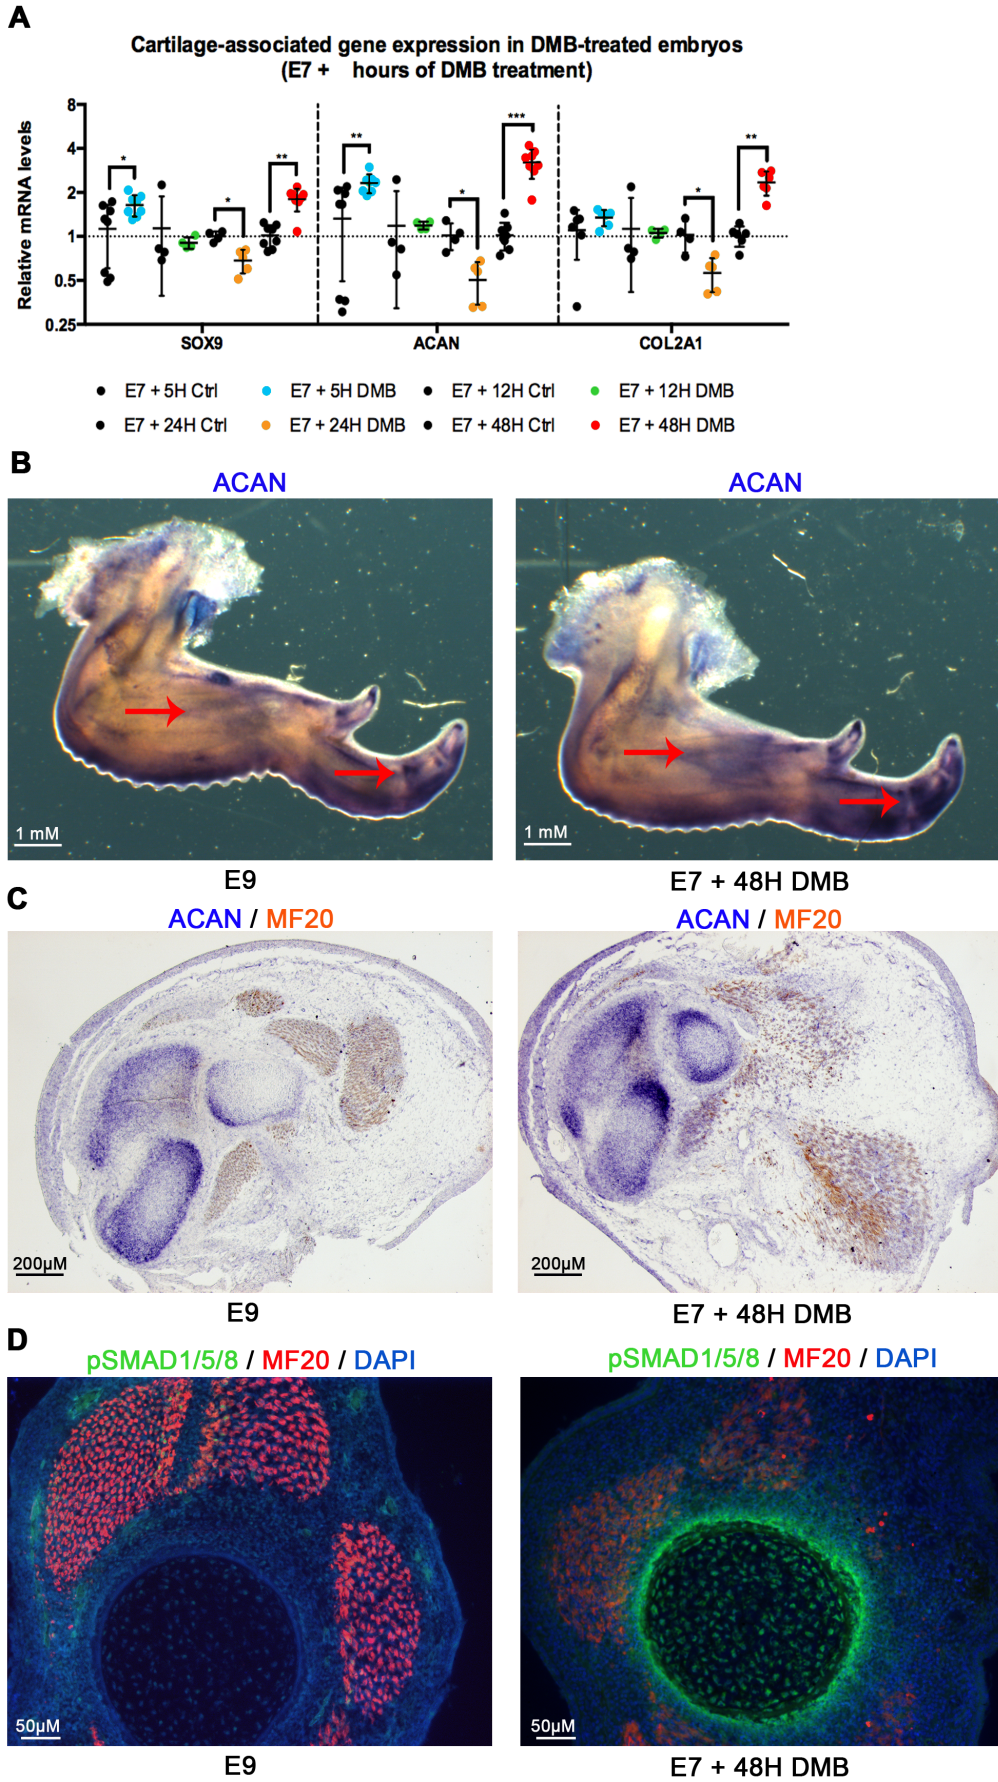 A
Cartilage-associated gene expression in DMB-treated embryos
(E7 + hours of DMB treatment)
Relative mRNA levels
8
4
2
1
0.5
0.25
* * ** ** * *** * **
SOX9 ACAN COL2A1
E7 + 5H Ctrl E7 + 5H DMB E7 + 12H Ctrl E7 + 12H DMB
E7 + 24H Ctrl E7 + 24H DMB E7 + 48H Ctrl E7 + 48H DMB
B
ACAN ACAN
1 mM 1 mM
E9 E7 + 48H DMB
C
ACAN / MF20 ACAN / MF20
200µM 200µM
E9 E7 + 48H DMB
D
pSMAD1/5/8 / MF20 / DAPI pSMAD1/5/8 / MF20 / DAPI
50µM 50µM
E9 E7 + 48H DMB